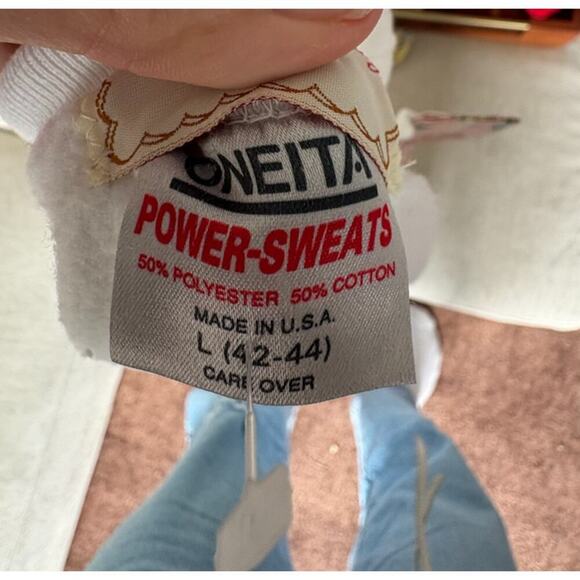 ONEITA
POWER-SWEATS
50% POLYESTER 50% COTTON
MADE IN U.S.A.
L (42-44)
CARE OVER